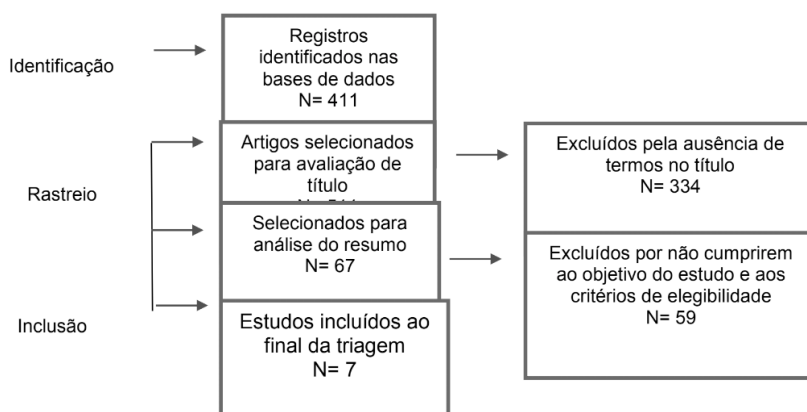 Identificação
Registros
identificados nas
bases de dados
N= 411
Rastreio
Artigos selecionados
para avaliação de
título
Excluídos pela ausência de
termos no título
N= 334
Selecionados para
análise do resumo
N= 67
Excluídos por não cumprirem
ao objetivo do estudo e aos
critérios de elegibilidade
N= 59
Inclusão
Estudos incluídos ao
final da triagem
N= 7